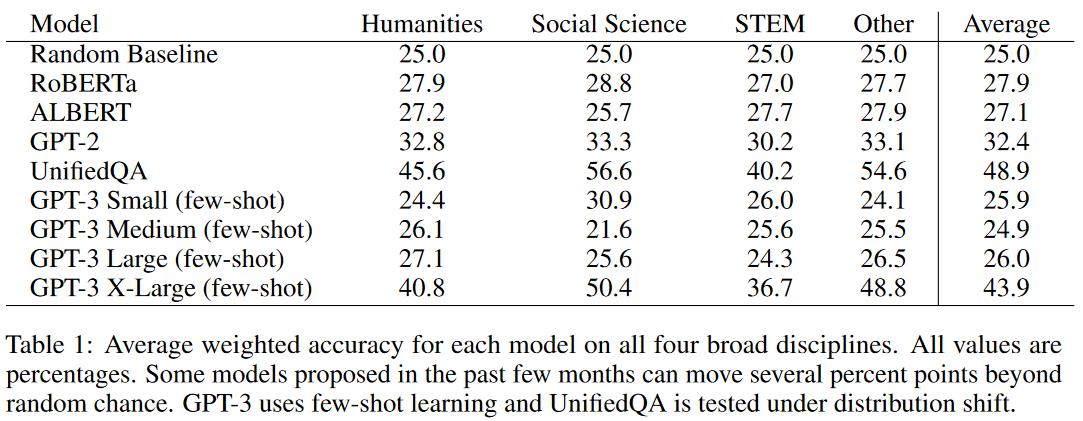 Model Humanities Social Science STEM Other Average
Random Baseline 25.0 25.0 25.0 25.0 25.0
RoBERTa 27.9 28.8 27.0 27.7 27.9
ALBERT 27.2 25.7 27.7 27.9 27.1
GPT-2 32.8 33.3 30.2 33.1 32.4
UnifiedQA 45.6 56.6 40.2 54.6 48.9
GPT-3 Small (few-shot) 24.4 30.9 26.0 24.1 25.9
GPT-3 Medium (few-shot) 26.1 21.6 25.6 25.5 24.9
GPT-3 Large (few-shot) 27.1 25.6 24.3 26.5 26.0
GPT-3 X-Large (few-shot) 40.8 50.4 36.7 48.8 43.9
Table 1: Average weighted accuracy for each model on all four broad disciplines. All values are
percentages. Some models proposed in the past few months can move several percent points beyond
random chance. GPT-3 uses few-shot learning and UnifiedQA is tested under distribution shift.